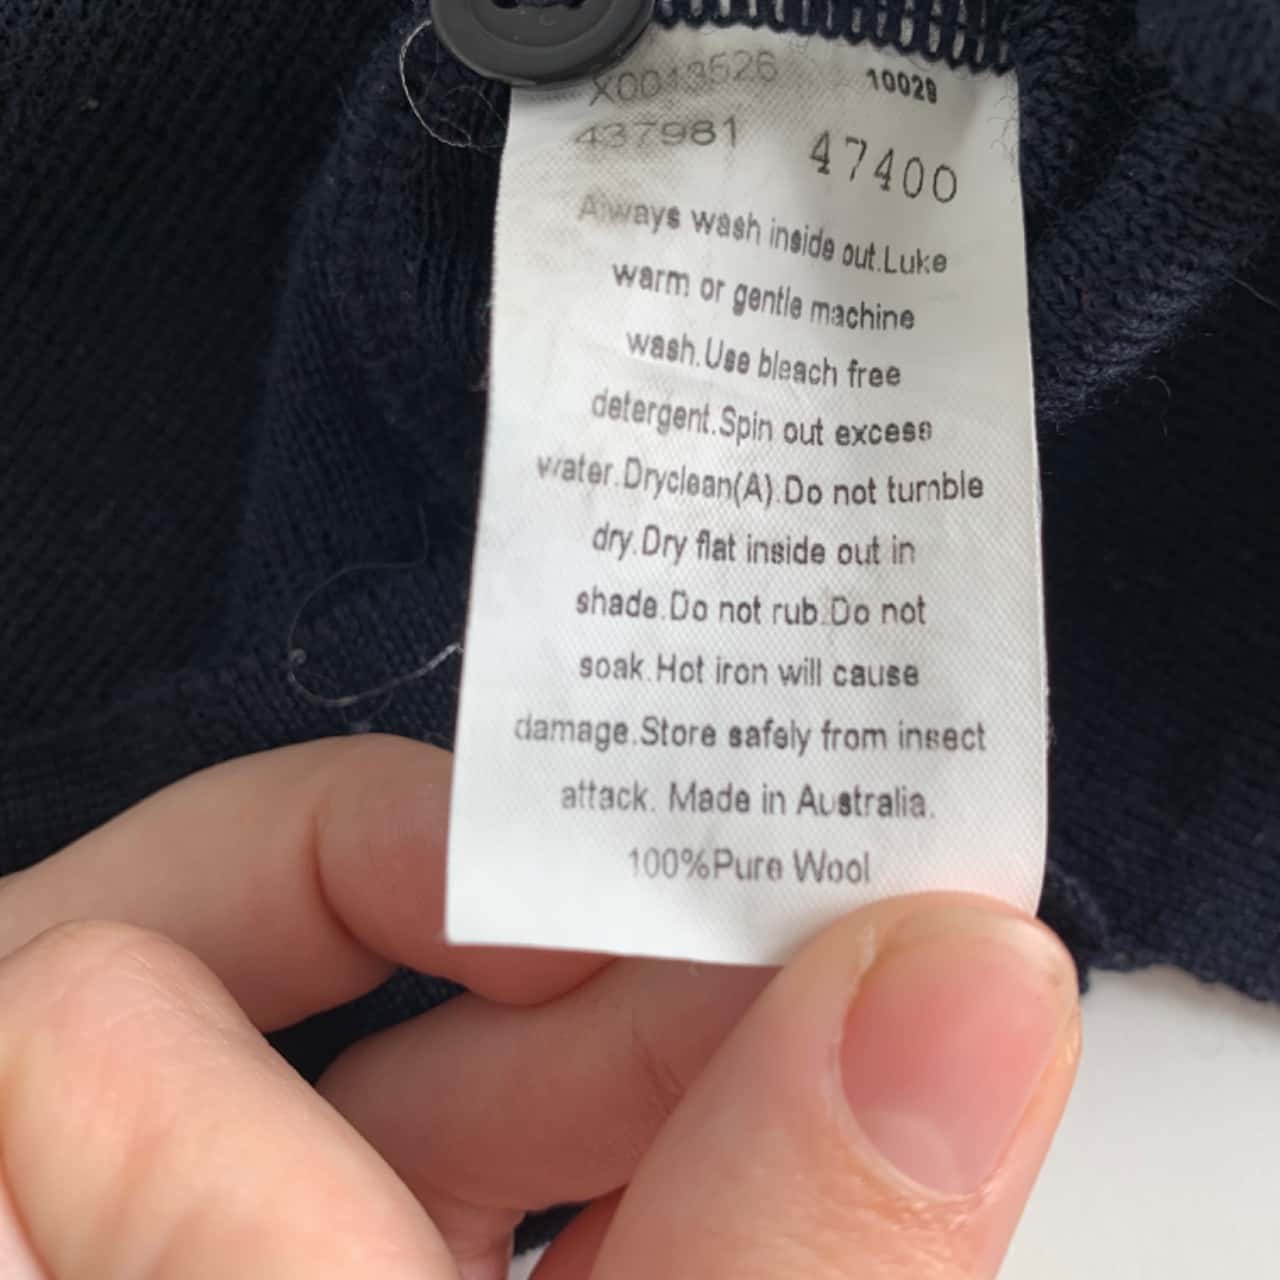 X0043526 10029
437981 47400
Always wash inside out.Luke
warm or gentle machine
wash.Use bleach free
detergent.Spin out excess
water.Dryclean(A).Do not tumble
dry.Dry flat inside out in
shade.Do not rub.Do not
soak.Hot iron will cause
damage.Store safely from insect
attack. Made in Australia.
100%Pure Wool